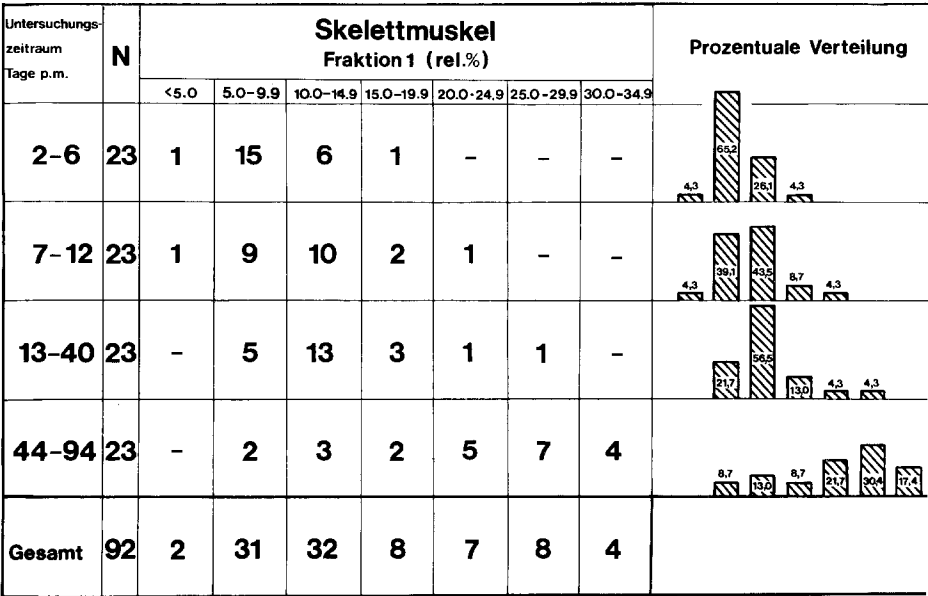 Untersuchungs-
zeitraum
Tage p.m.
N
Skelettmuskel
Fraktion 1 (rel.%)
Prozentuale Verteilung
<5.0 5.0-9.9 10.0-14.9 15.0-19.9 20.0-24.9 25.0-29.9 30.0-34.9
2-6 23 1 15 6 1 - - -
4,3 65,2 26,1 4,3
7-12 23 1 9 10 2 1 - -
4,3 39,1 43,5 8,7 4,3
13-40 23 - 5 13 3 1 1 -
21,7 56,5 13,0 4,3 4,3
44-94 23 - 2 3 2 5 7 4
8,7 13,0 8,7 21,7 30,4 17,4
Gesamt 92 2 31 32 8 7 8 4